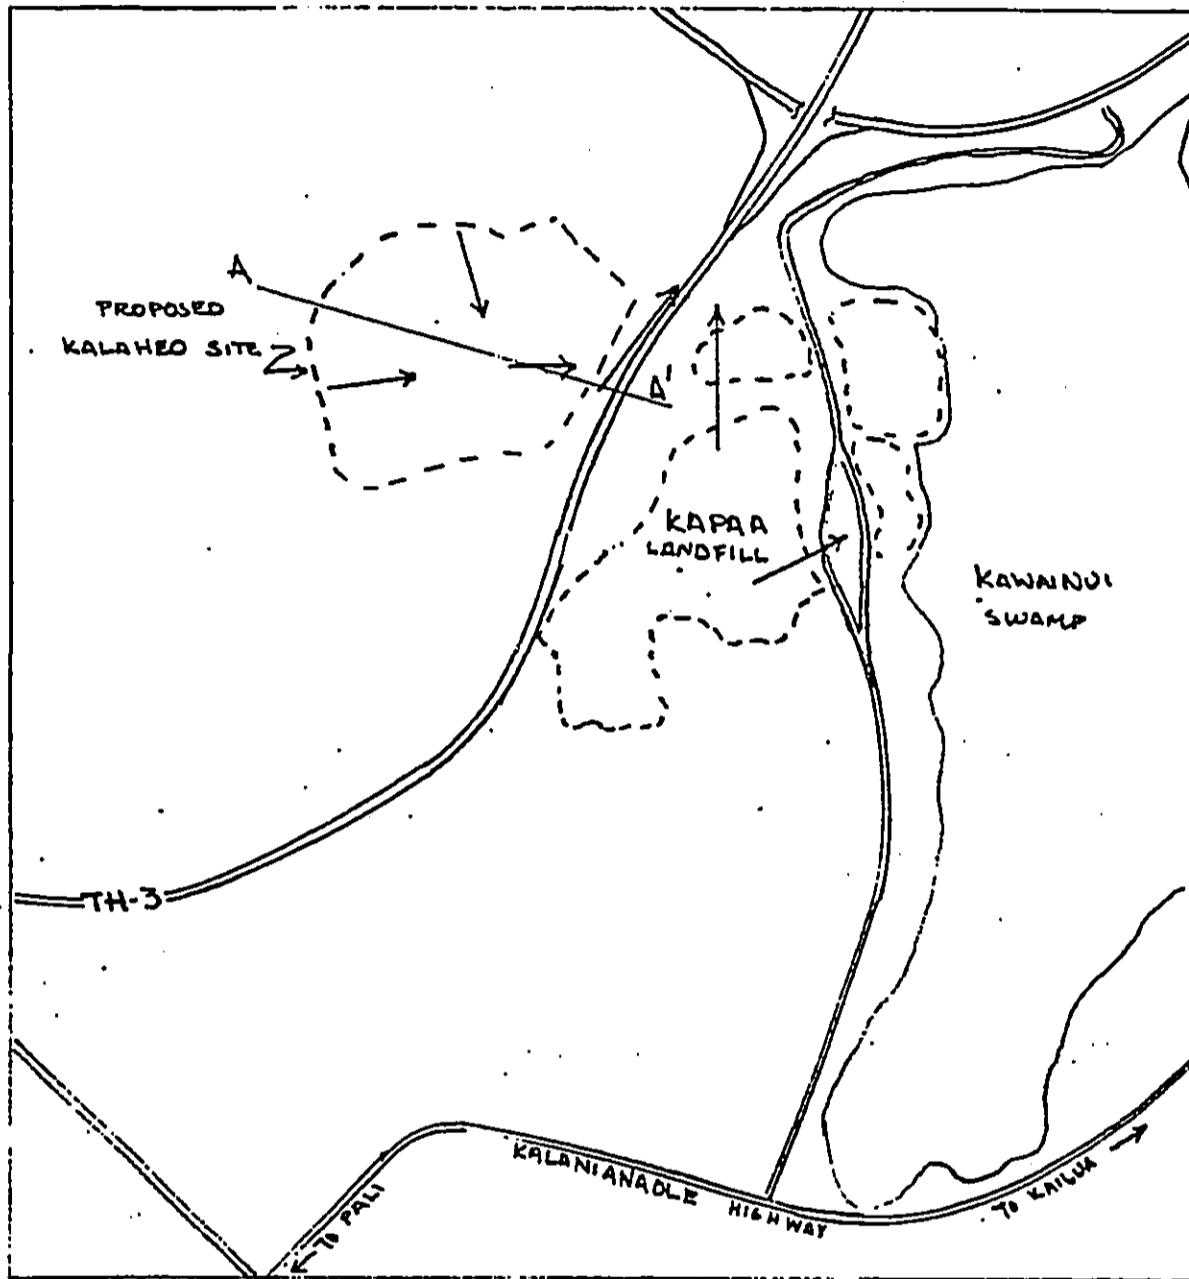 A
PROPOSED
KALAHEO SITE
A'
KAPAA
LANDFILL
KAWAINUI
SWAMP
TH-3
KALANIANAOLE HIGHWAY
TO PALI
TO KAILUA